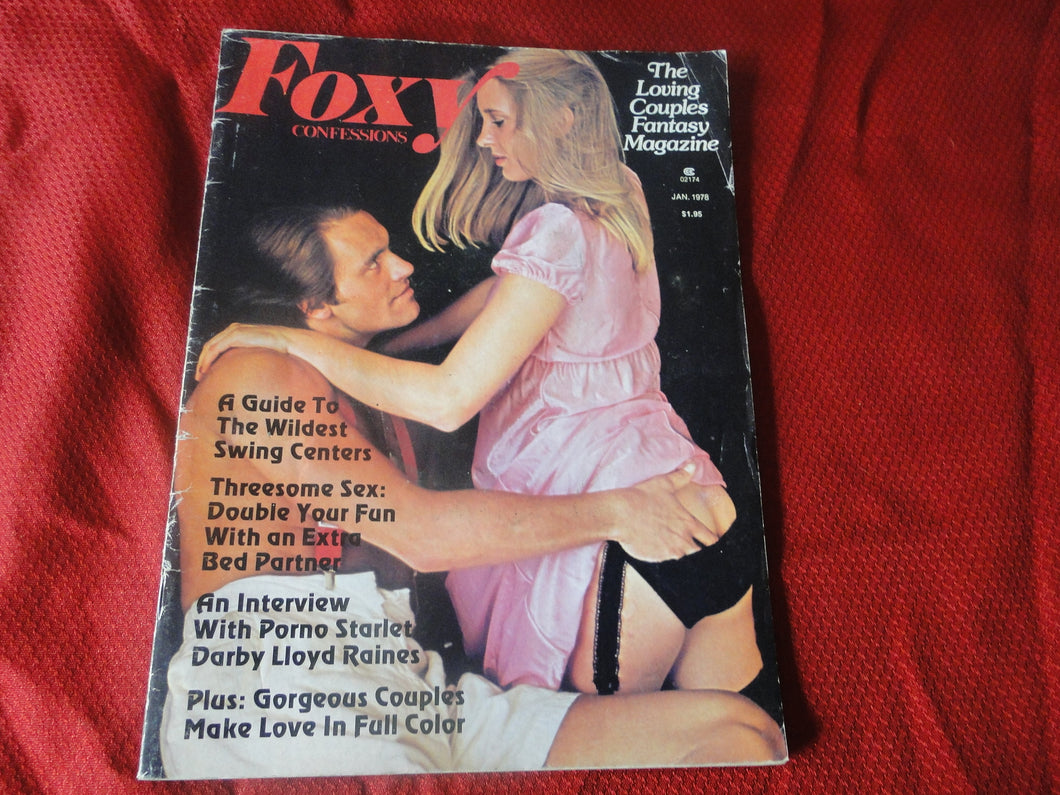 Foxy
CONFESSIONS
The
Loving
Couples
Fantasy
Magazine
02174
JAN. 1978
$1.95
A Guide To
The Wildest
Swing Centers
Threesome Sex:
Double Your Fun
With an Extra
Bed Partner
An Interview
With Porno Starlet
Darby Lloyd Raines
Plus: Gorgeous Couples
Make Love In Full Color